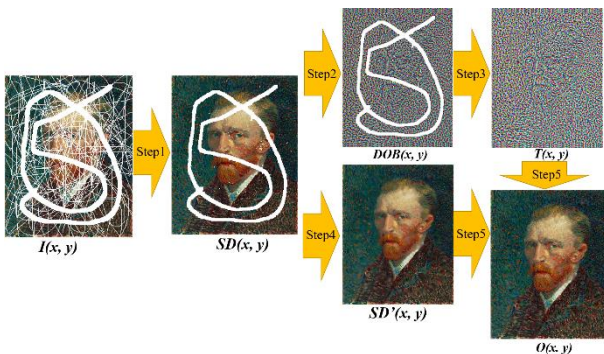 Step1
Step2
Step3
Step4
Step5
Step5
I(x, y)
SD(x, y)
DOB(x, y)
T(x, y)
SD’(x, y)
O(x. y)